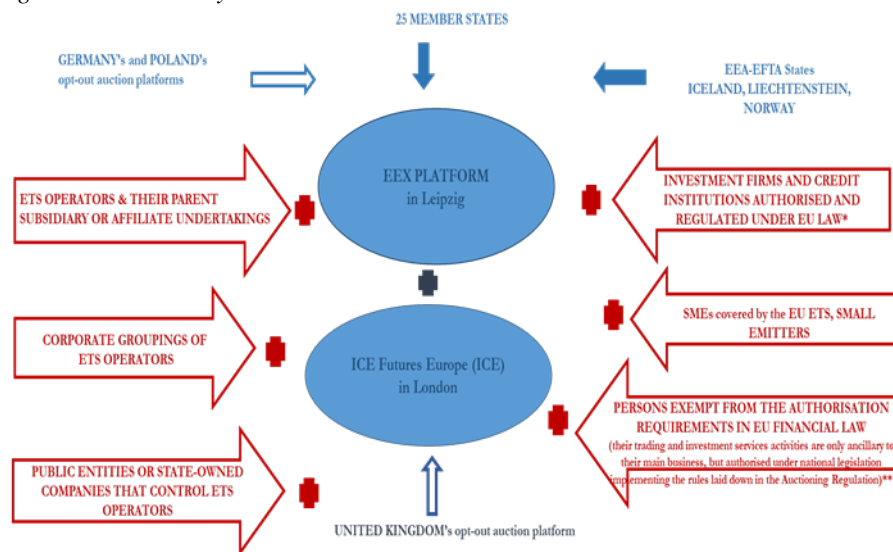 25 MEMBER STATES
GERMANY's and POLAND's
opt-out auction platforms
EEA-EFTA States
ICELAND, LIECHTENSTEIN,
NORWAY
EEX PLATFORM
in Leipzig
ETS OPERATORS & THEIR PARENT
SUBSIDIARY OR AFFILIATE UNDERTAKINGS
INVESTMENT FIRMS AND CREDIT
INSTITUTIONS AUTHORISED AND
REGULATED UNDER EU LAW*
SMEs covered by the EU ETS, SMALL
EMITTERS
CORPORATE GROUPINGS OF
ETS OPERATORS
ICE Futures Europe (ICE)
in London
PERSONS EXEMPT FROM THE AUTHORISATION
REQUIREMENTS IN EU FINANCIAL LAW
(their trading and investment services activities are only ancillary to
their main business, but authorised under national legislation
implementing the rules laid down in the Auctioning Regulation)**
PUBLIC ENTITIES OR STATE-OWNED
COMPANIES THAT CONTROL ETS
OPERATORS
UNITED KINGDOM's opt-out auction platform